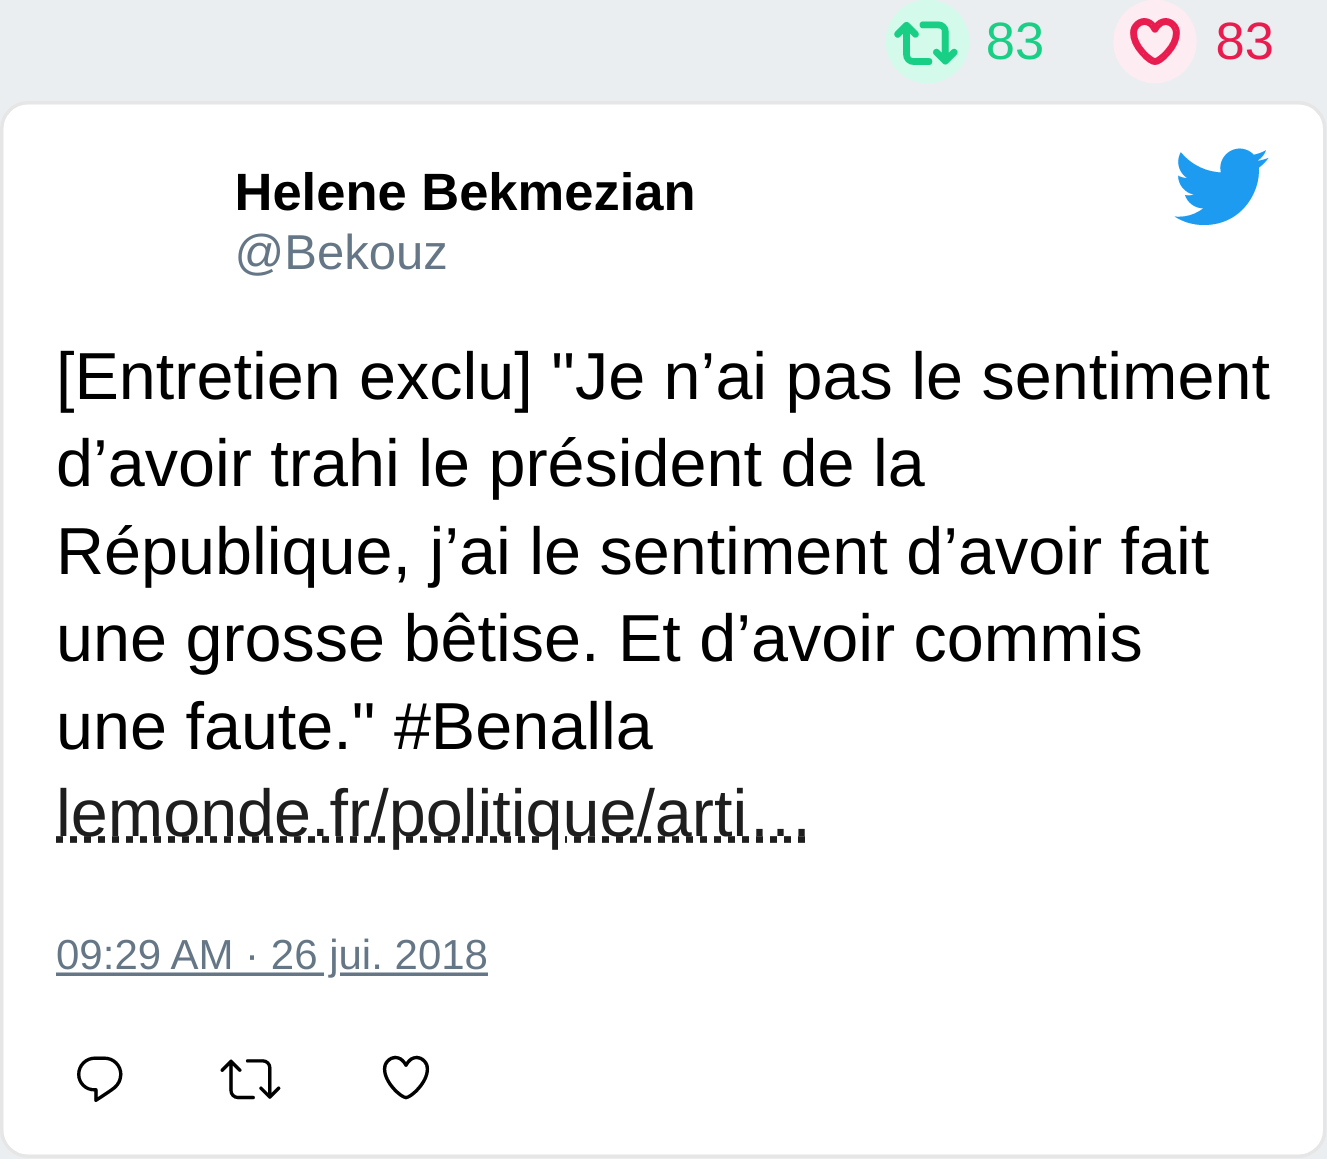 83 83
Helene Bekmezian
@Bekouz
[Entretien exclu] "Je n’ai pas le sentiment
d’avoir trahi le président de la
République, j’ai le sentiment d’avoir fait
une grosse bêtise. Et d’avoir commis
une faute." #Benalla
lemonde.fr/politique/arti…
09:29 AM · 26 jui. 2018